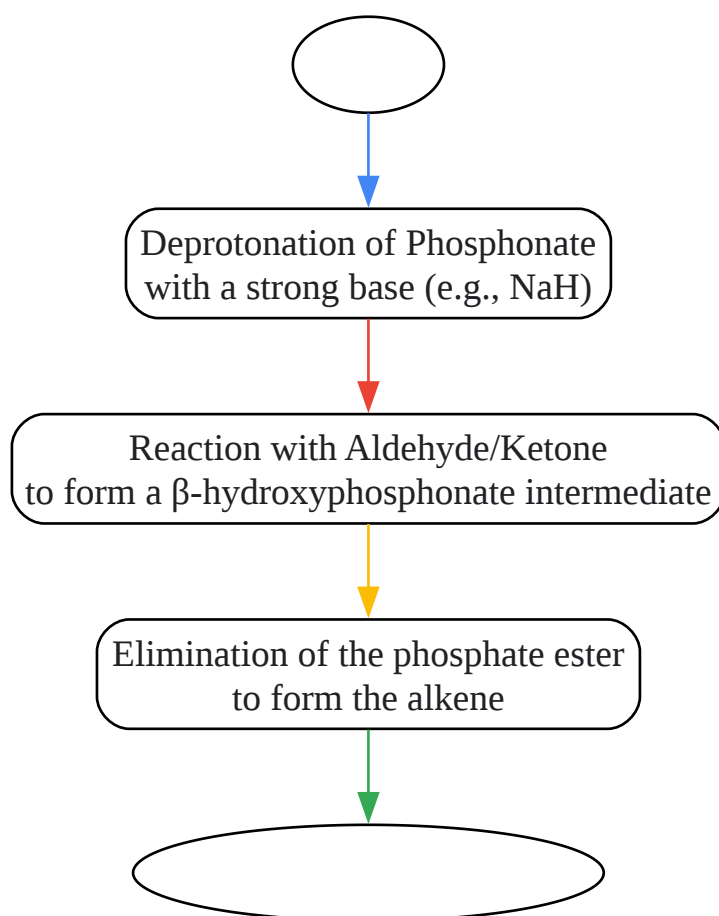 Deprotonation of Phosphonate
with a strong base (e.g., NaH)
Reaction with Aldehyde/Ketone
to form a β-hydroxyphosphonate intermediate
Elimination of the phosphate ester
to form the alkene